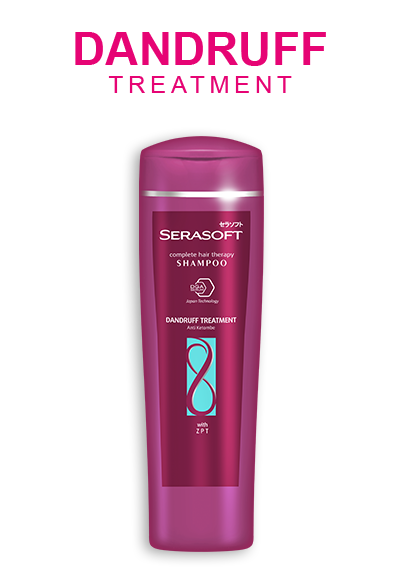 DANDRUFF
TREATMENT
セラソフト
SERASOFT
complete hair therapy
SHAMPOO
Japan Technology
DANDRUFF TREATMENT
Anti Ketombe
with
ZPT